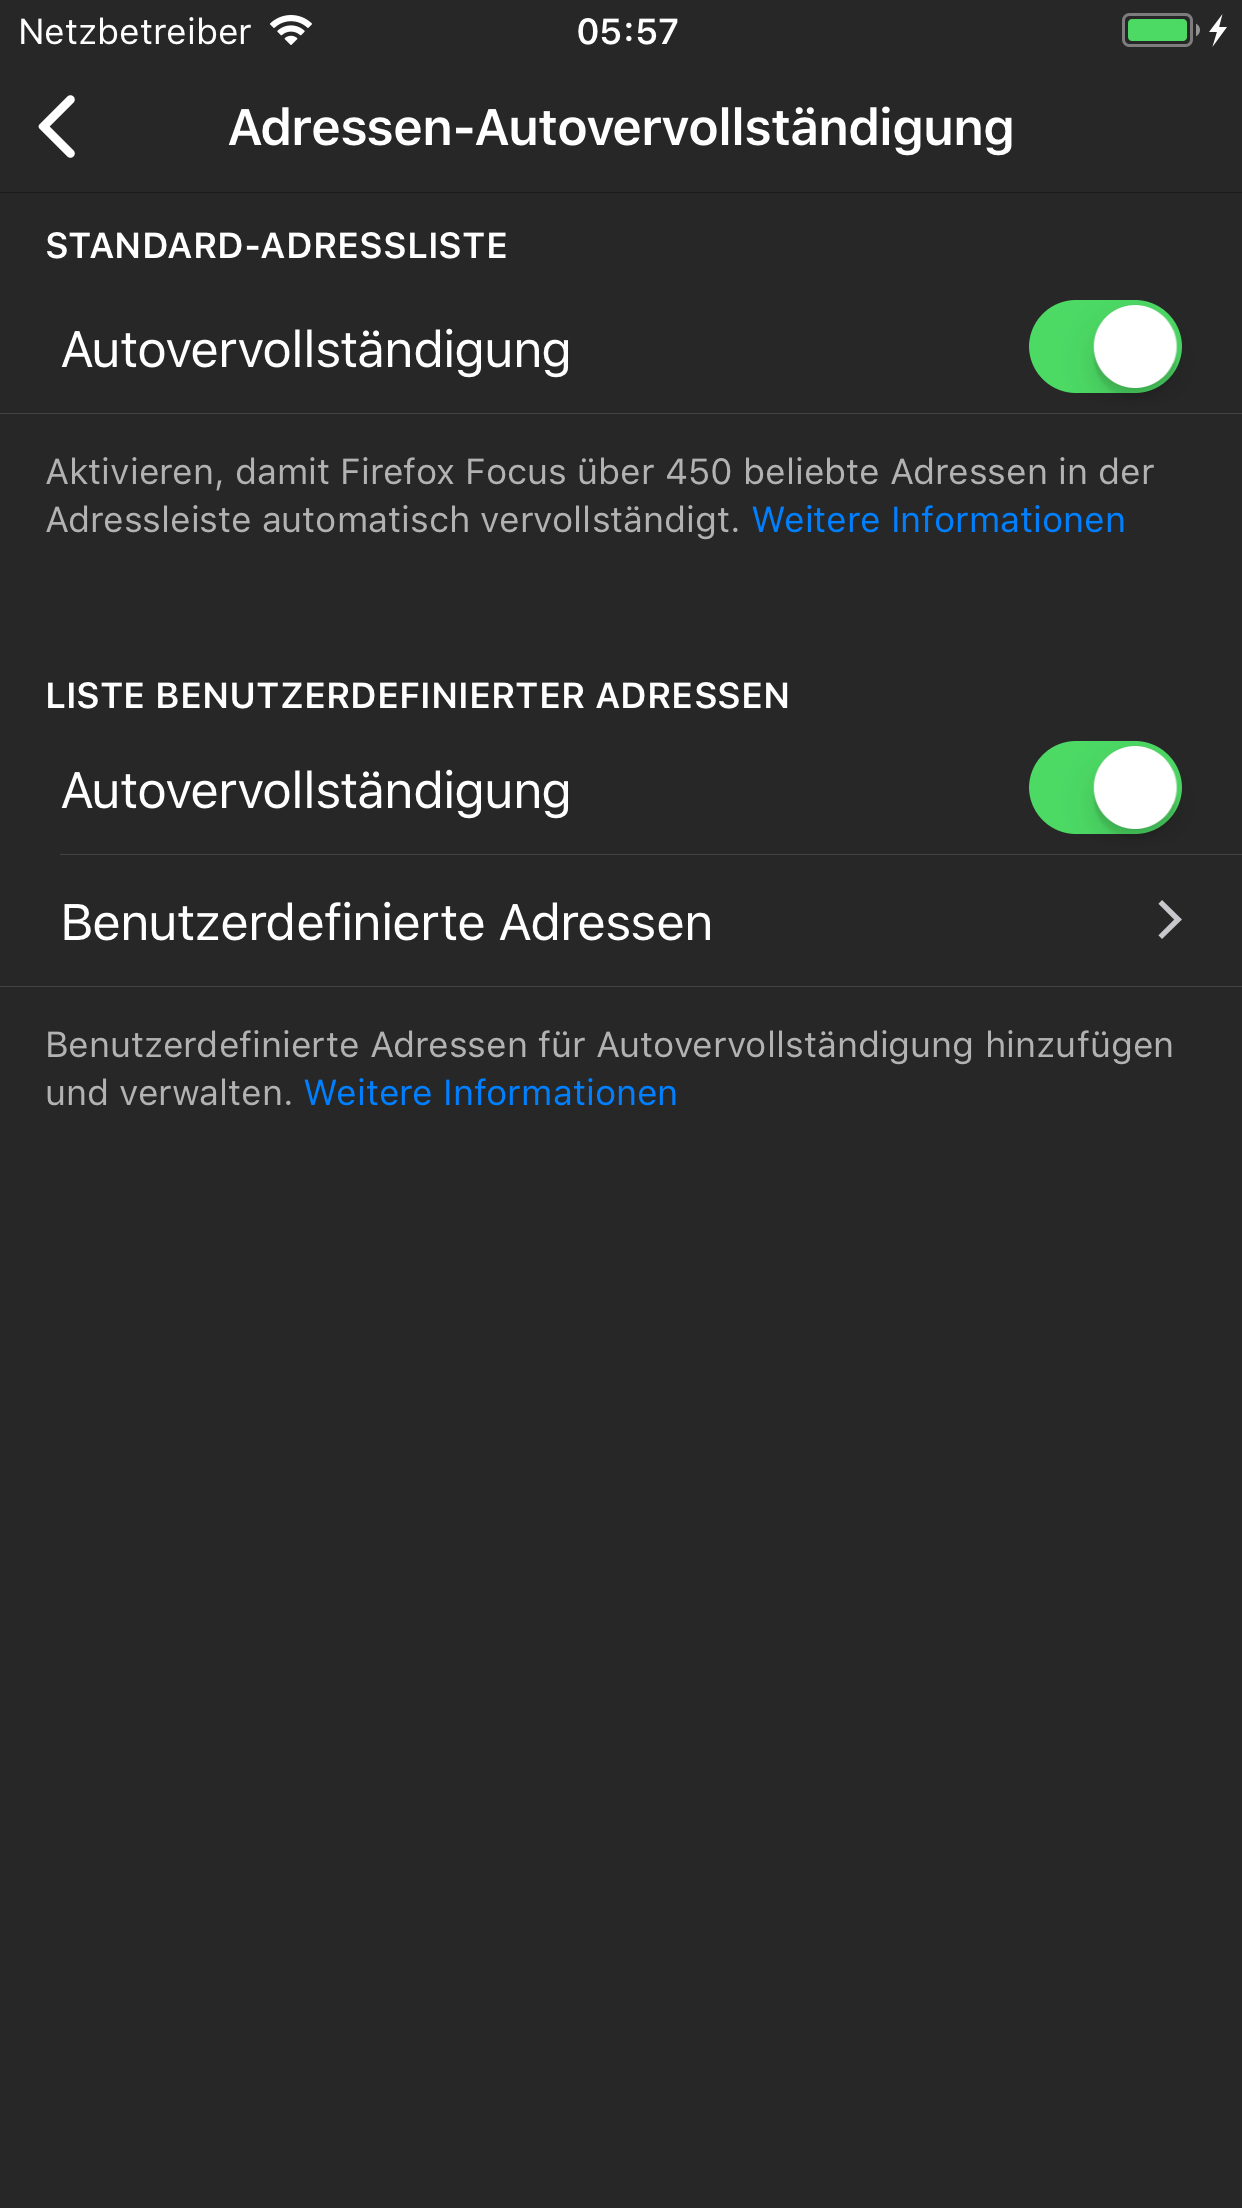 Netzbetreiber 05:57
Adressen-Autovervollständigung
STANDARD-ADRESSLISTE
Autovervollständigung
Aktivieren, damit Firefox Focus über 450 beliebte Adressen in der
Adressleiste automatisch vervollständigt. Weitere Informationen
LISTE BENUTZERDEFINIERTER ADRESSEN
Autovervollständigung
Benutzerdefinierte Adressen
Benutzerdefinierte Adressen für Autovervollständigung hinzufügen
und verwalten. Weitere Informationen